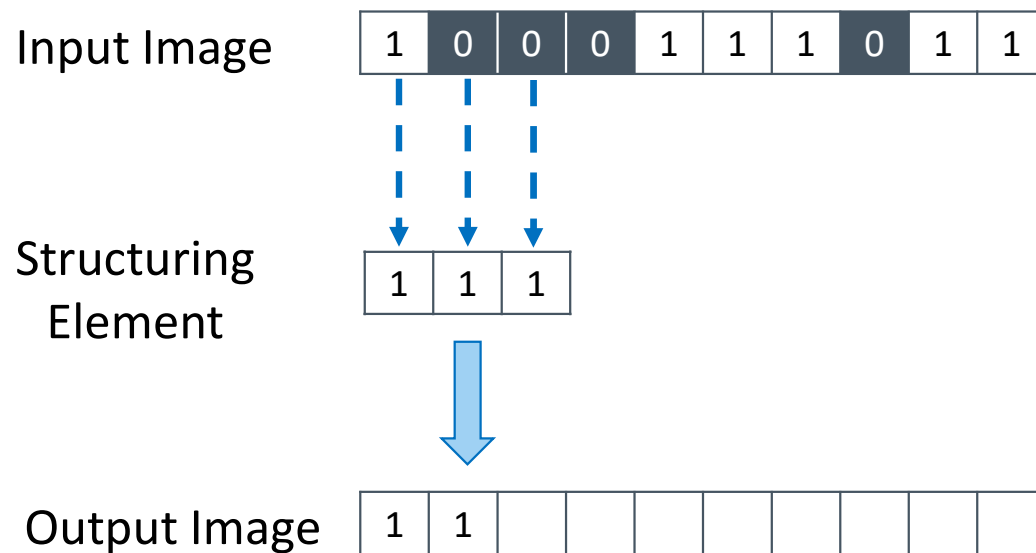 Input Image 1 0 0 0 1 1 1 0 1 1
Structuring
Element
1 1 1
Output Image 1 1